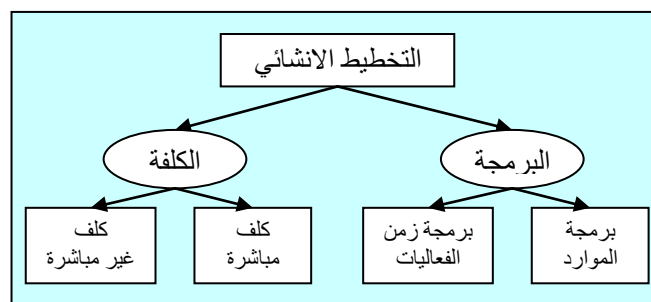 التخطيط الانشائي
البرمجة
الكلفة
برمجة
الموارد
برمجة زمن
الفعاليات
كلف
مباشرة
كلف
غير مباشرة